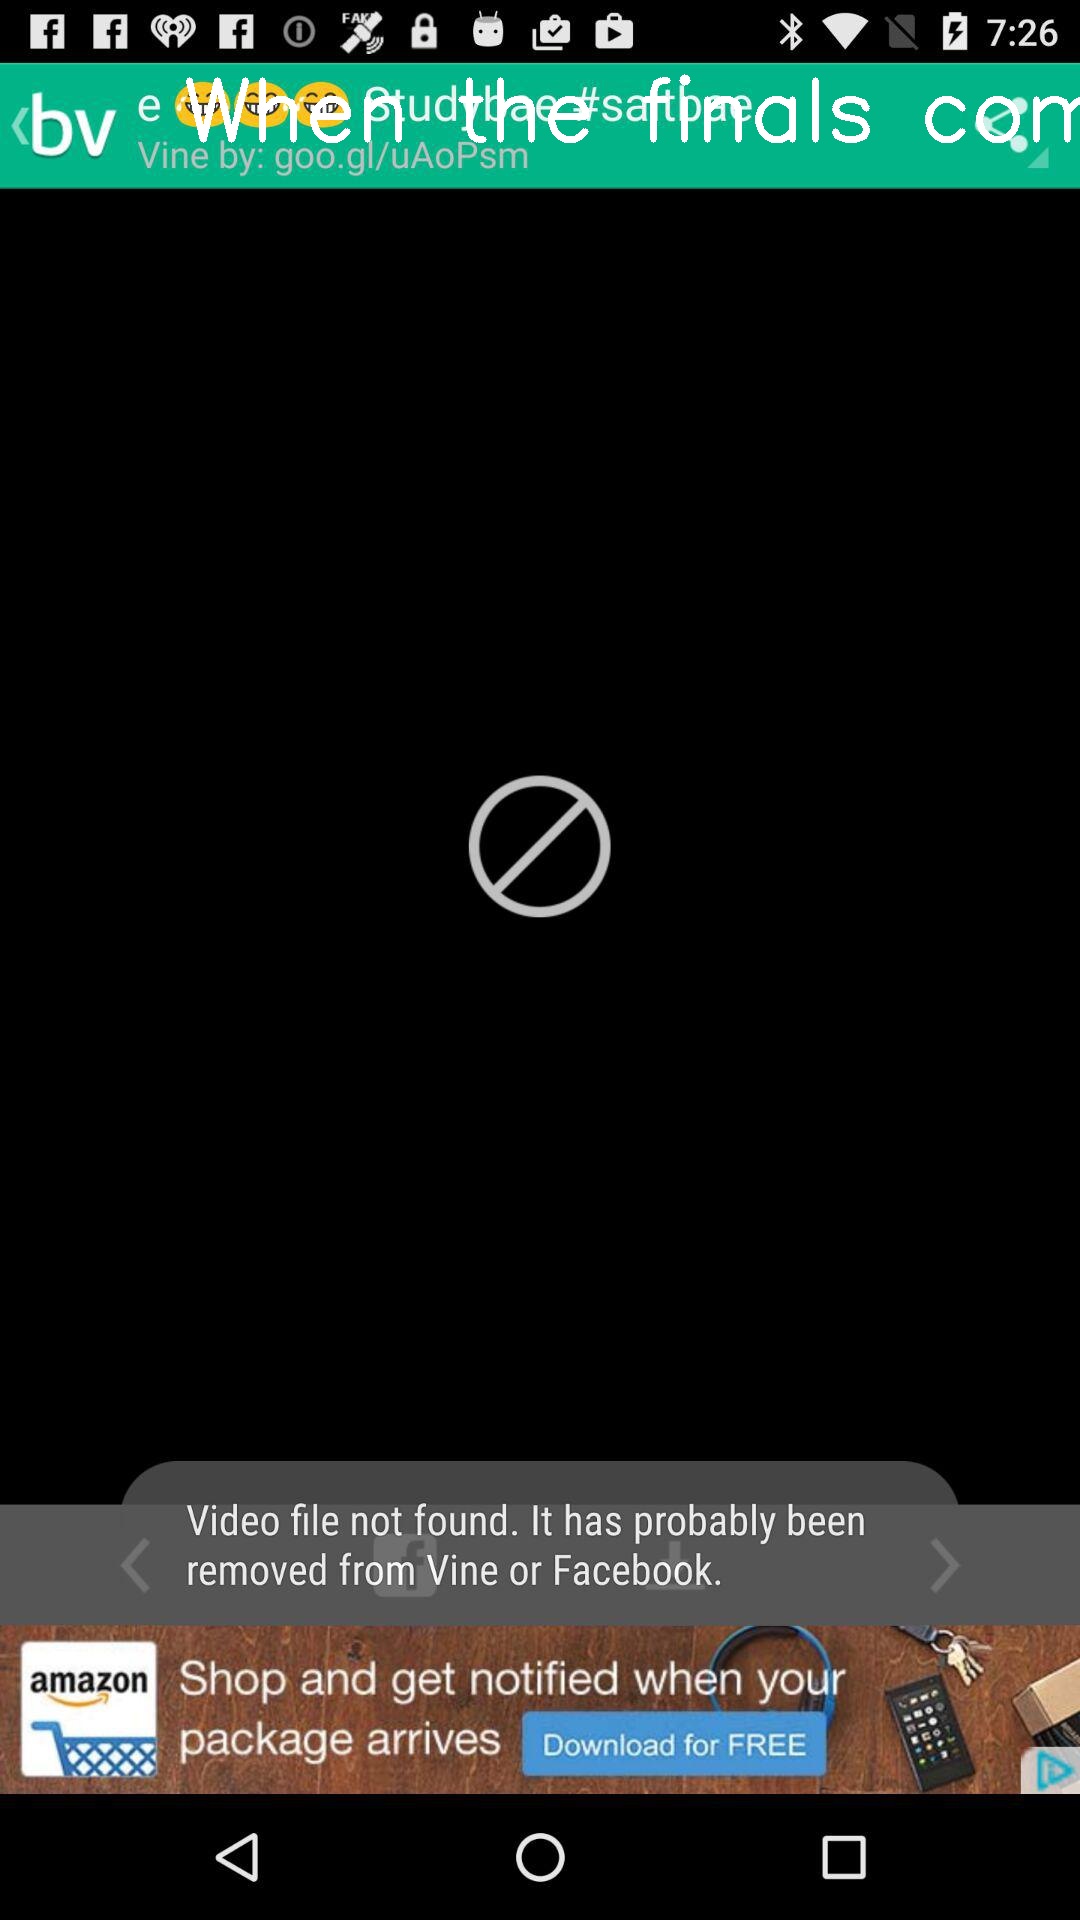 FAKE
7:26
When the finals com
bv
e 😂😂😂 Studybae #saltbae
Vine by: goo.gl/uAoPsm
Video file not found. It has probably been
removed from Vine or Facebook.
amazon
Shop and get notified when your
package arrives
Download for FREE